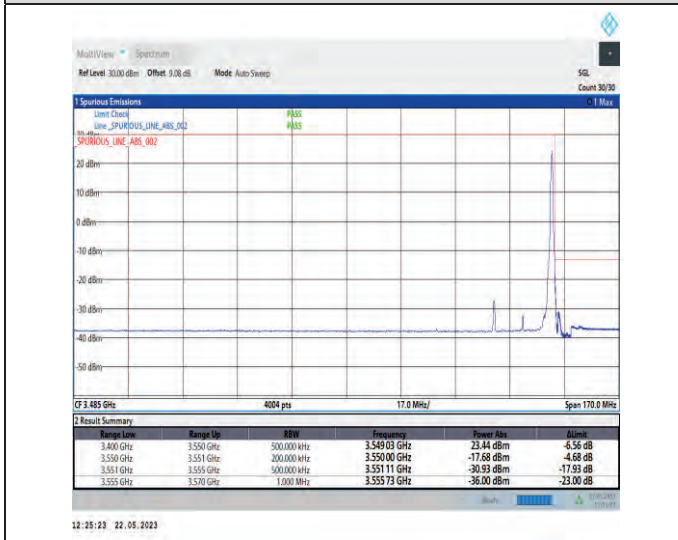 MultiView Spectrum
Ref Level 30.00 dBm Offset 9.08 dB Mode Auto Sweep SGL
Count 30/30
1 Spurious Emissions 1 Max
Limit Check PASS
Line _SPURIOUS_LINE_ABS_002 PASS
30 dBm
_SPURIOUS_LINE_ABS_002
20 dBm
10 dBm
0 dBm
-10 dBm
-20 dBm
-30 dBm
-40 dBm
-50 dBm
CF 3.485 GHz 4004 pts 17.0 MHz/ Span 170.0 MHz
2 Result Summary
Range Low Range Up RBW Frequency Power Abs ΔLimit
3.400 GHz 3.550 GHz 500.000 kHz 3.549 03 GHz 23.44 dBm -6.56 dB
3.550 GHz 3.551 GHz 200.000 kHz 3.550 00 GHz -17.68 dBm -4.68 dB
3.551 GHz 3.555 GHz 500.000 kHz 3.551 11 GHz -30.93 dBm -17.93 dB
3.555 GHz 3.570 GHz 1.000 MHz 3.555 73 GHz -36.00 dBm -23.00 dB
12:25:23 22.05.2023